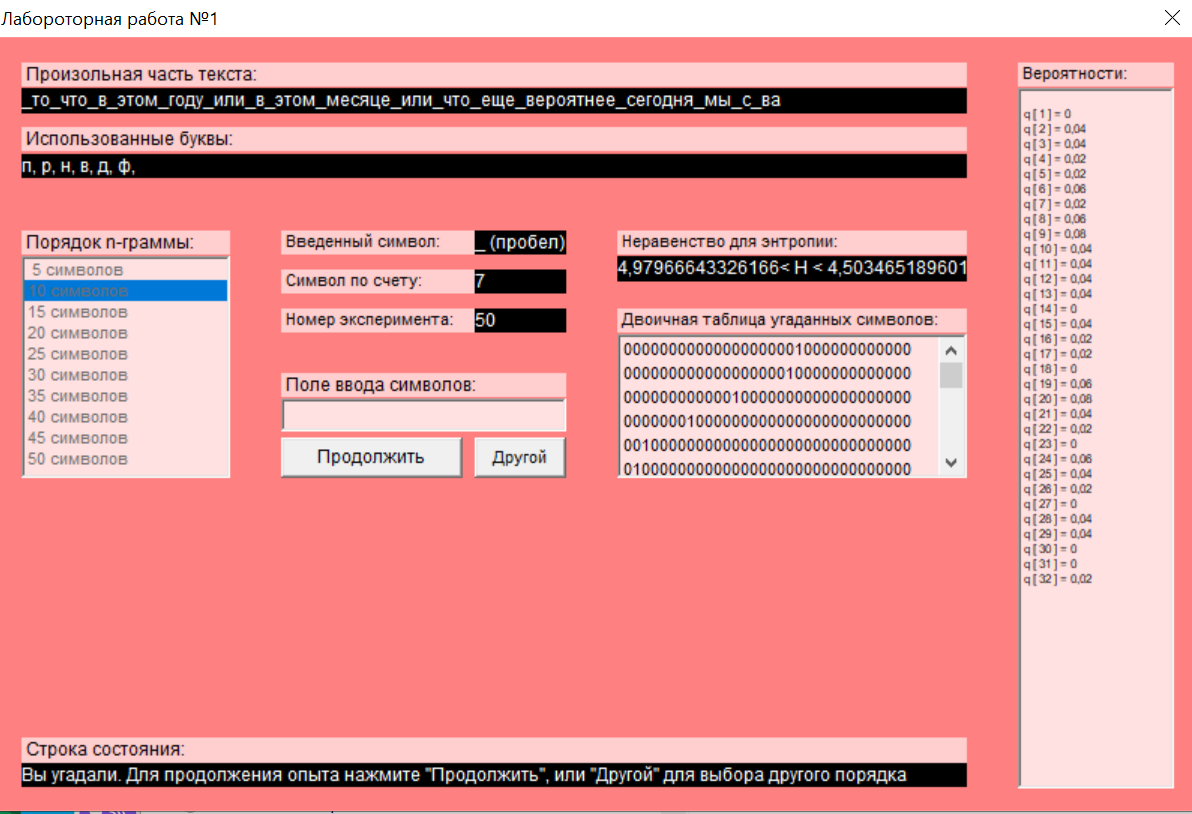 Лабороторная работа №1
Произольная часть текста:
_то_что_в_этом_году_или_в_этом_месяце_или_что_еще_вероятнее_сегодня_мы_с_ва
Использованные буквы:
п, р, н, в, д, ф,
Порядок n-граммы:
5 символов
10 символов
15 символов
20 символов
25 символов
30 символов
35 символов
40 символов
45 символов
50 символов
Введенный символ:
_ (пробел)
Символ по счету:
7
Номер эксперимента:
50
Поле ввода символов:
Продолжить
Другой
Неравенство для энтропии:
4,97966643326166< H < 4,503465189601
Двоичная таблица угаданных символов:
00000000000000000001000000000000
00000000000000000010000000000000
00000000000010000000000000000000
00000001000000000000000000000000
00100000000000000000000000000000
01000000000000000000000000000000
Вероятности:
q[1] = 0
q[2] = 0,04
q[3] = 0,04
q[4] = 0,02
q[5] = 0,02
q[6] = 0,06
q[7] = 0,02
q[8] = 0,06
q[9] = 0,08
q[10] = 0,04
q[11] = 0,04
q[12] = 0,04
q[13] = 0,04
q[14] = 0
q[15] = 0,04
q[16] = 0,02
q[17] = 0,02
q[18] = 0
q[19] = 0,06
q[20] = 0,08
q[21] = 0,04
q[22] = 0,02
q[23] = 0
q[24] = 0,06
q[25] = 0,04
q[26] = 0,02
q[27] = 0
q[28] = 0,04
q[29] = 0,04
q[30] = 0
q[31] = 0
q[32] = 0,02
Строка состояния:
Вы угадали. Для продолжения опыта нажмите "Продолжить", или "Другой" для выбора другого порядка